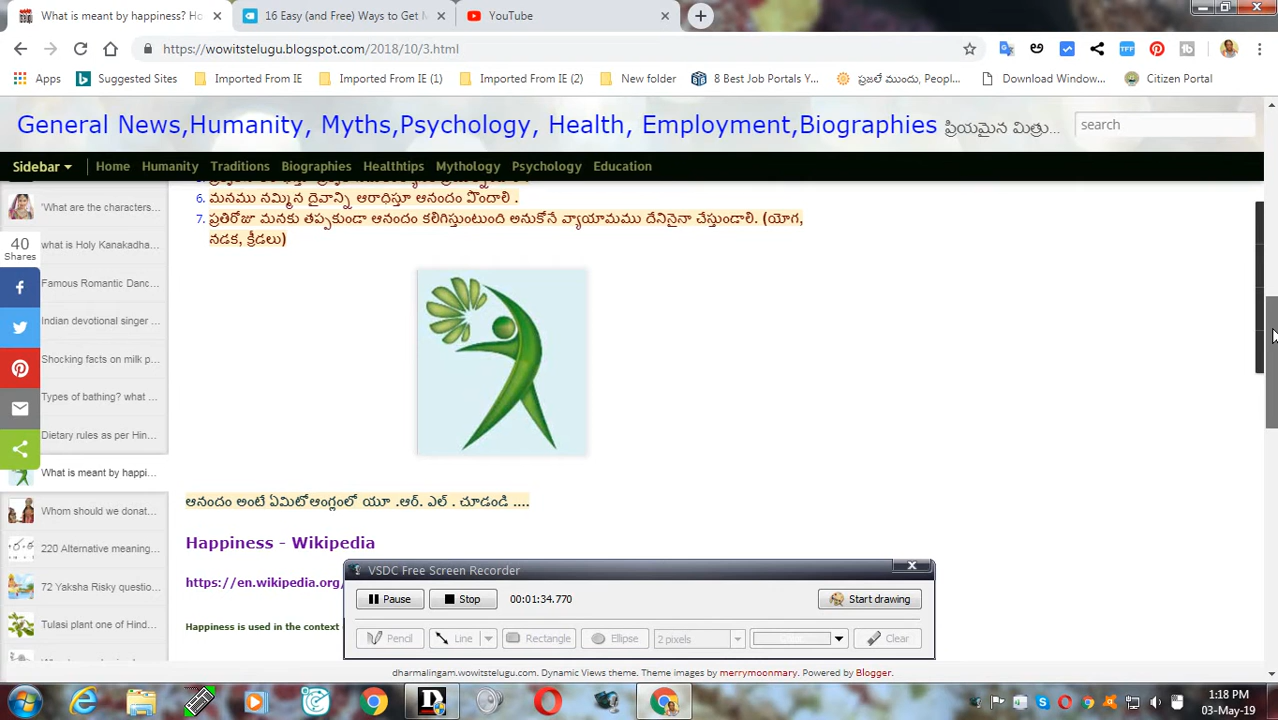 What is meant by happiness? Ho
16 Easy (and Free) Ways to Get M
YouTube
https://wowitstelugu.blogspot.com/2018/10/3.html
Apps
Suggested Sites
Imported From IE
Imported From IE (1)
Imported From IE (2)
New folder
8 Best Job Portals Y...
ప్రజలే ముందు, Peopl...
Download Window...
Citizen Portal
General News,Humanity, Myths,Psychology, Health, Employment,Biographies ప్రియమైన మిత్రు...
search
Sidebar
Home
Humanity
Traditions
Biographies
Healthtips
Mythology
Psychology
Education
6. మనము నమ్మిన దైవాన్ని ఆరాధిస్తూ ఆనందం పొందాలి .
7. ప్రతిరోజూ మనకు తప్పకుండా ఆనందం కలిగిస్తుంటుంది అనుకోనే వ్యాయామము దేనినైనా చేస్తుండాలి. (యోగ,
నడక, క్రీడలు)
'What are the characters...
what is Holy Kanakadha...
Famous Romantic Danc...
Indian devotional singer ...
Shocking facts on milk p...
Types of bathing? what ...
Dietary rules as per Hin...
What is meant by happi...
Whom should we donat...
220 Alternative meaning...
72 Yaksha Risky questio...
Tulasi plant one of Hind...
40
Shares
ఆనందం అంటే ఏమిటో ఆంగ్లంలో యూ .ఆర్. ఎల్ . చూడండి ....
Happiness - Wikipedia
https://en.wikipedia.org/
Happiness is used in the context
VSDC Free Screen Recorder
Pause
Stop
00:01:34.770
Start drawing
Pencil
Line
Rectangle
Ellipse
2 pixels
Clear
dharmalingam.wowitstelugu.com. Dynamic Views theme. Theme images by merrymoonmary. Powered by Blogger.
1:18 PM
03-May-19